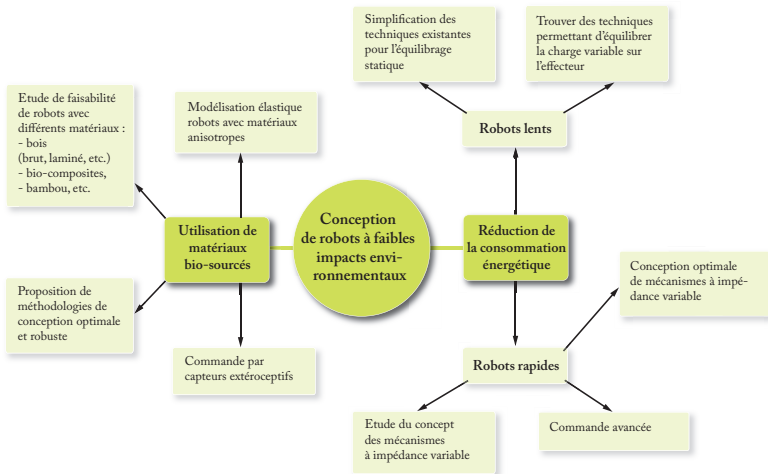 Simplification des
techniques existantes
pour l'équilibrage
statique
Trouver des techniques
permettant d'équilibrer
la charge variable sur
l'effecteur
Etude de faisabilité
de robots avec
différents matériaux :
- bois
(brut, laminé, etc.)
- bio-composites,
- bambou, etc.
Modélisation élastique
robots avec matériaux
anisotropes
Robots lents
Utilisation de
matériaux
bio-sourcés
Conception
de robots à faibles
impacts envi-
ronnementaux
Réduction de
la consommation
énergétique
Proposition de
méthodologies de
conception optimale
et robuste
Commande par
capteurs extéroceptifs
Conception optimale
de mécanismes à impé-
dance variable
Robots rapides
Etude du concept
des mécanismes
à impédance variable
Commande avancée